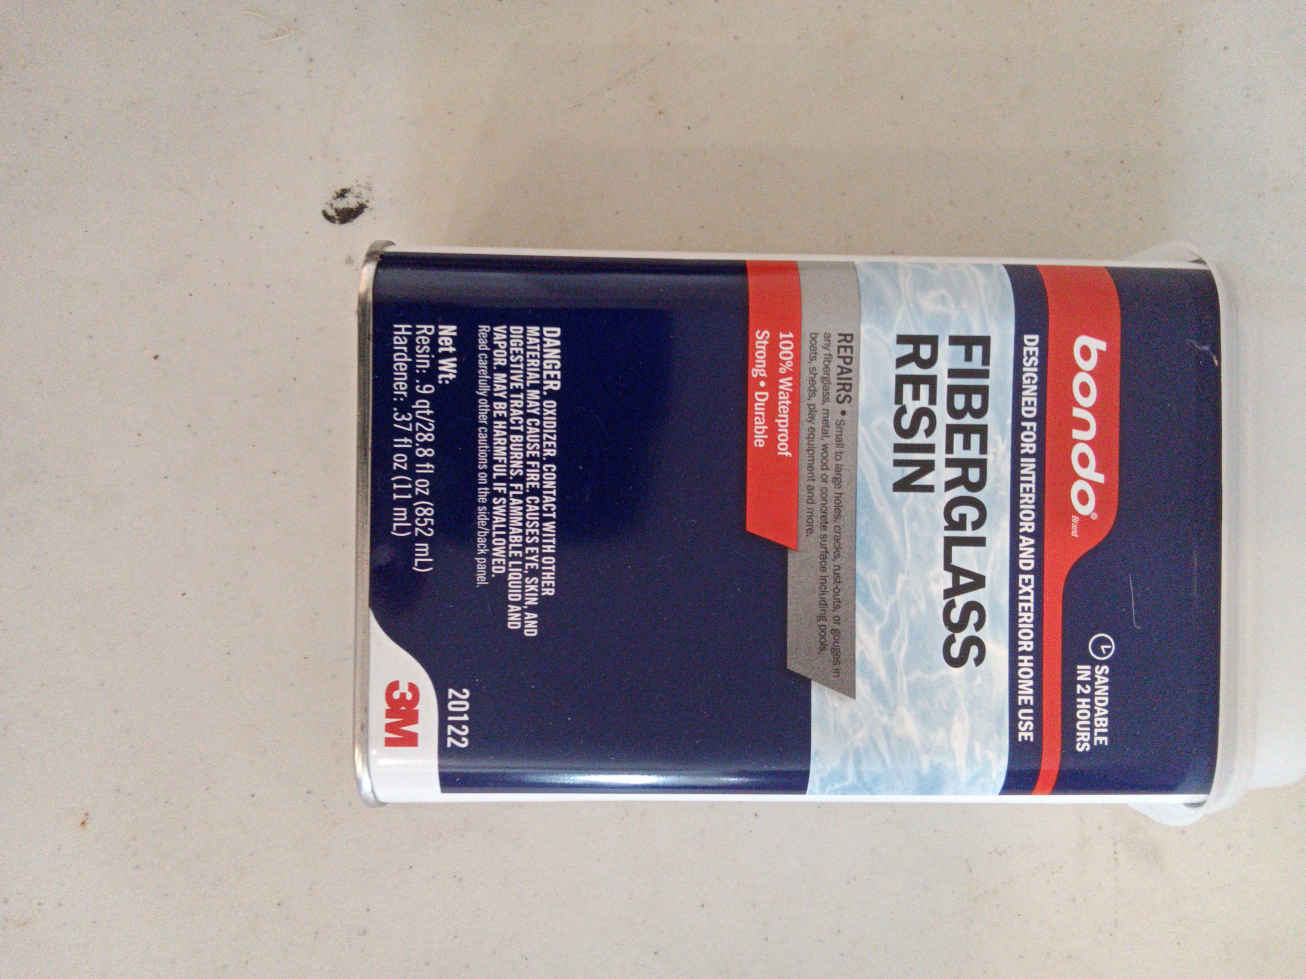 bondo®
Brand
SANDABLE
IN 2 HOURS
DESIGNED FOR INTERIOR AND EXTERIOR HOME USE
FIBERGLASS
RESIN
REPAIRS • Small to large holes, cracks, rust-outs, or gouges in
any fiberglass, metal, wood or concrete surface including pools,
boats, sheds, play equipment and more.
100% Waterproof
Strong • Durable
DANGER. OXIDIZER. CONTACT WITH OTHER
MATERIAL MAY CAUSE FIRE. CAUSES EYE, SKIN, AND
DIGESTIVE TRACT BURNS. FLAMMABLE LIQUID AND
VAPOR. MAY BE HARMFUL IF SWALLOWED.
Read carefully other cautions on the side/back panel.
Net Wt:
Resin: .9 qt/28.8 fl oz (852 mL)
Hardener: .37 fl oz (11 mL)
20122
3M